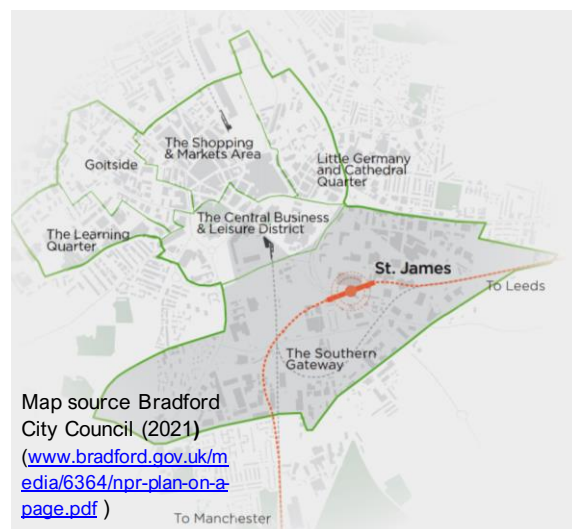 The Shopping
& Markets Area
Goitside
Little Germany
and Cathedral
Quarter
The Central Business
& Leisure District
The Learning
Quarter
St. James
To Leeds
The Southern
Gateway
Map source Bradford
City Council (2021)
(www.bradford.gov.uk/m
edia/6364/npr-plan-on-a-
page.pdf )
To Manchester